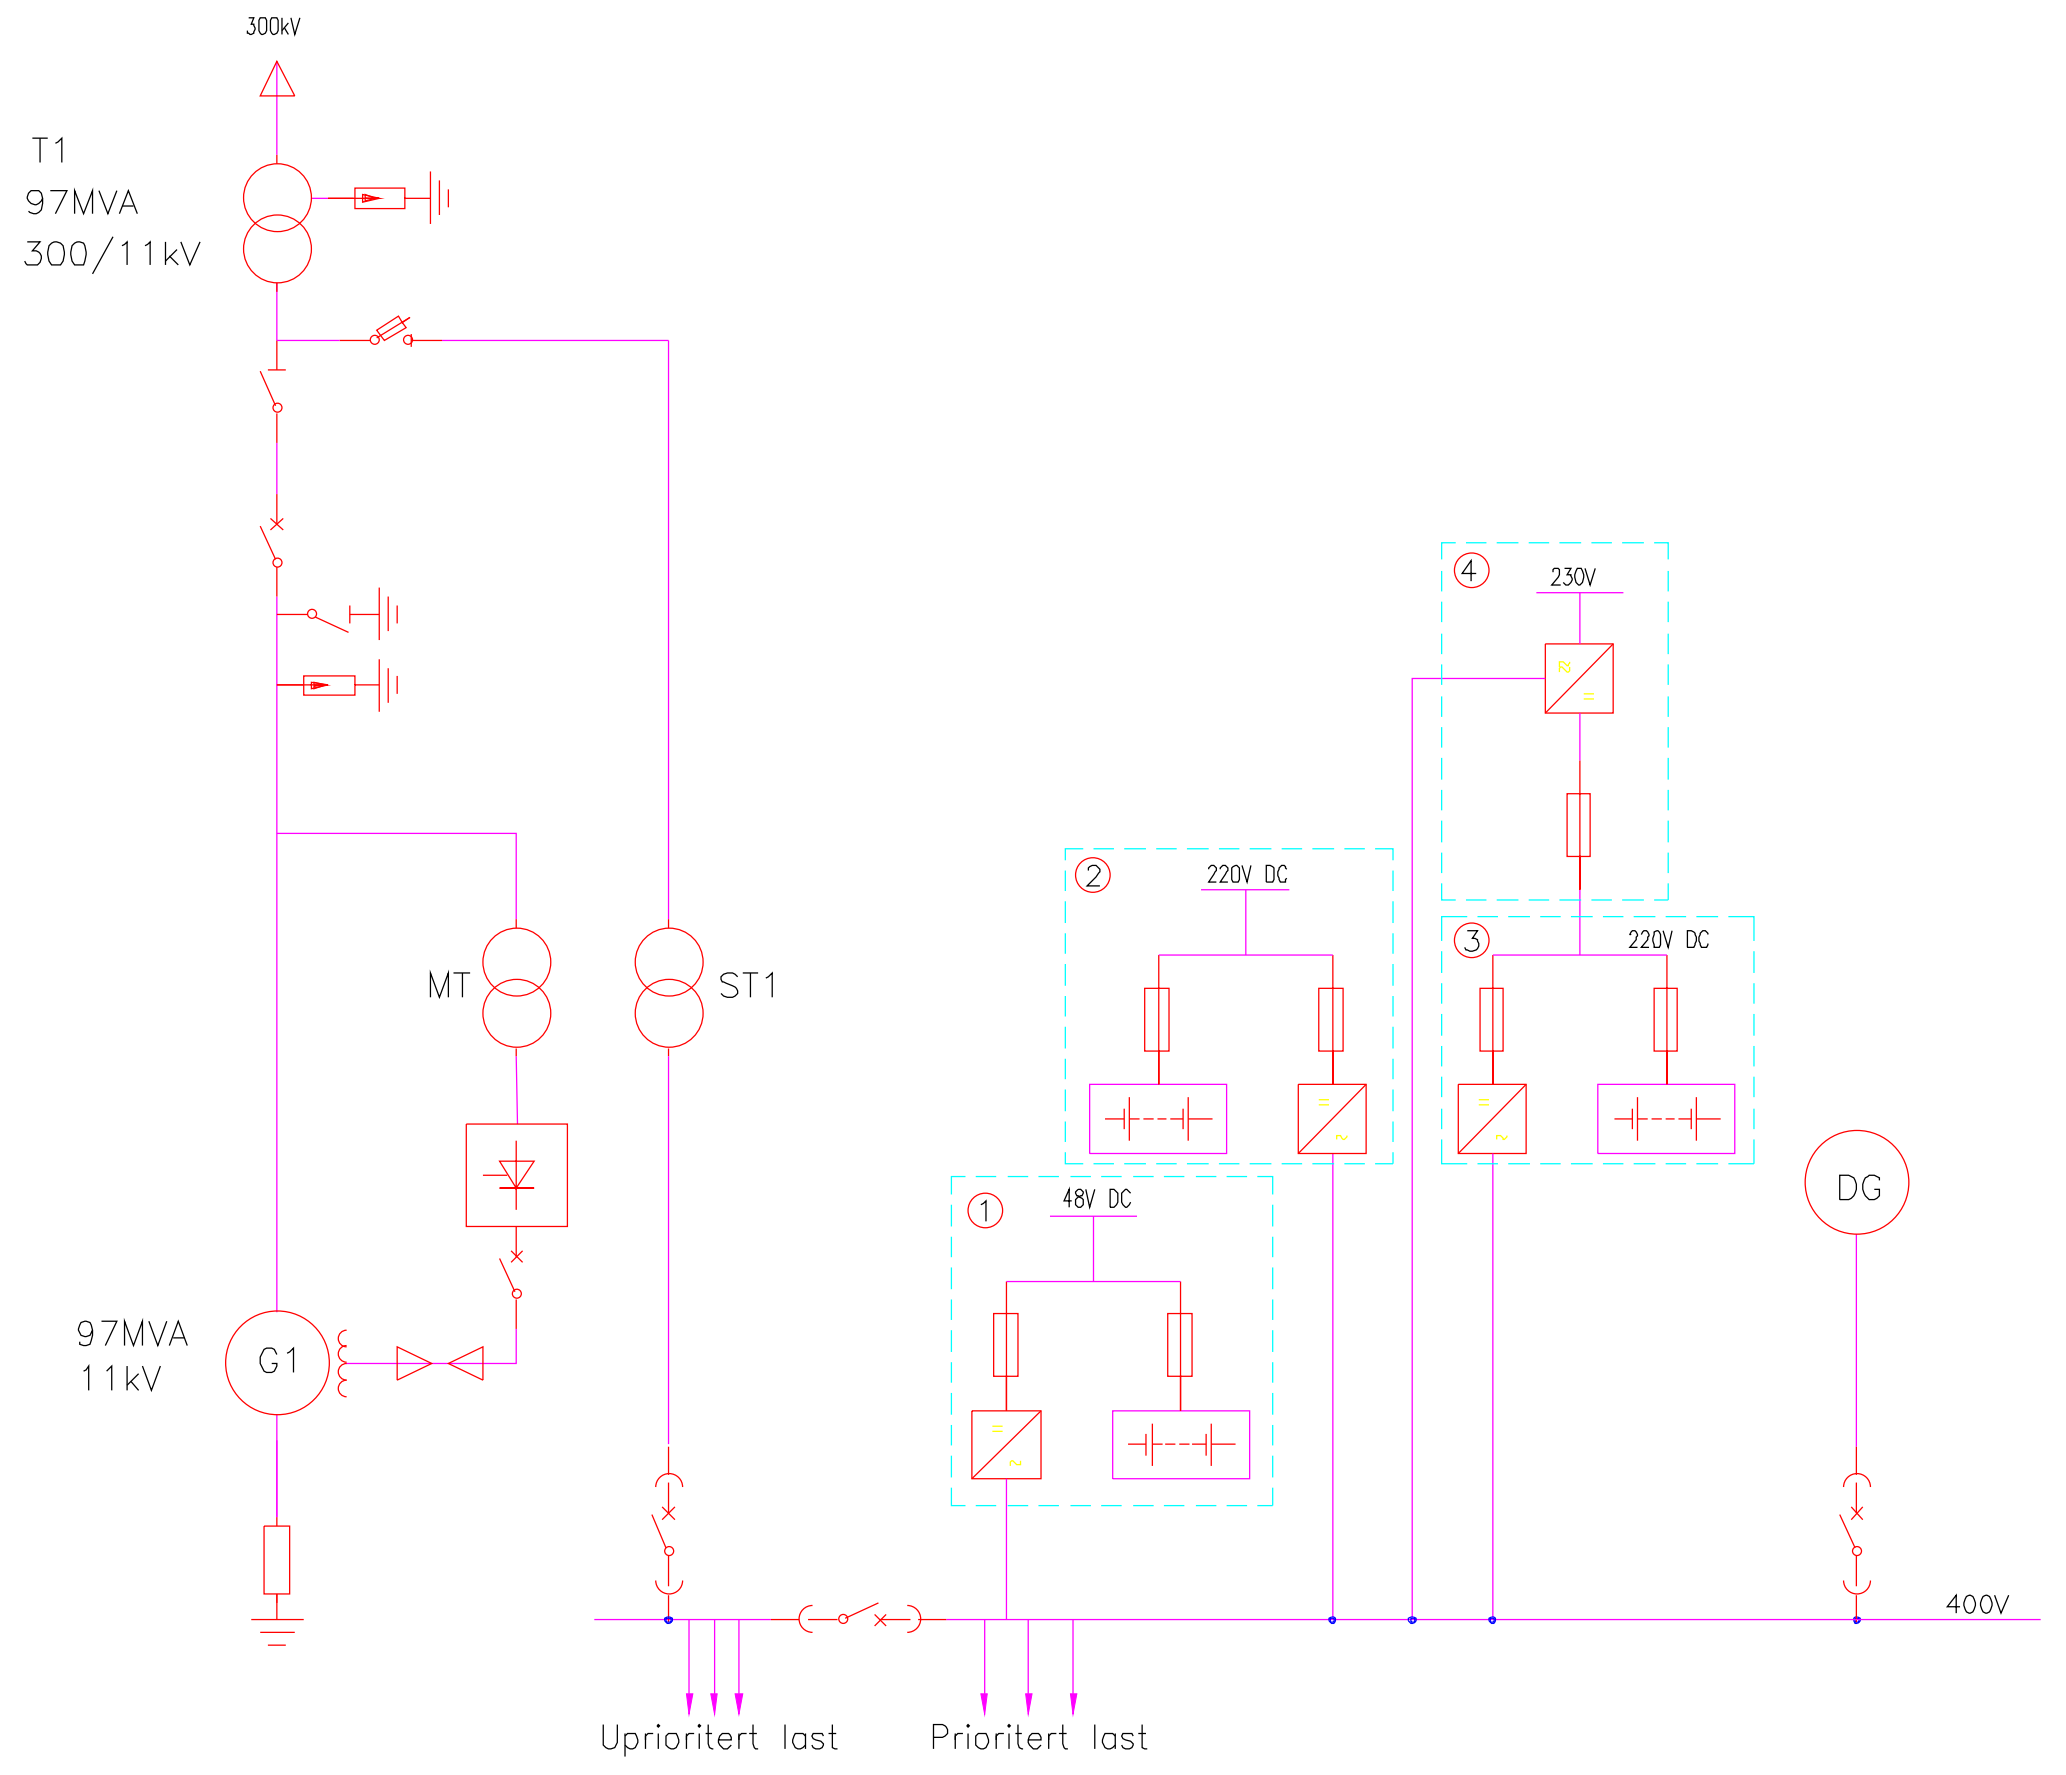 300kV
T1
97MVA
300/11kV
4
230V
2
220V DC
3
220V DC
MT
ST1
1
48V DC
DG
97MVA
11kV
G1
400V
Uprioritert last
Prioritert last